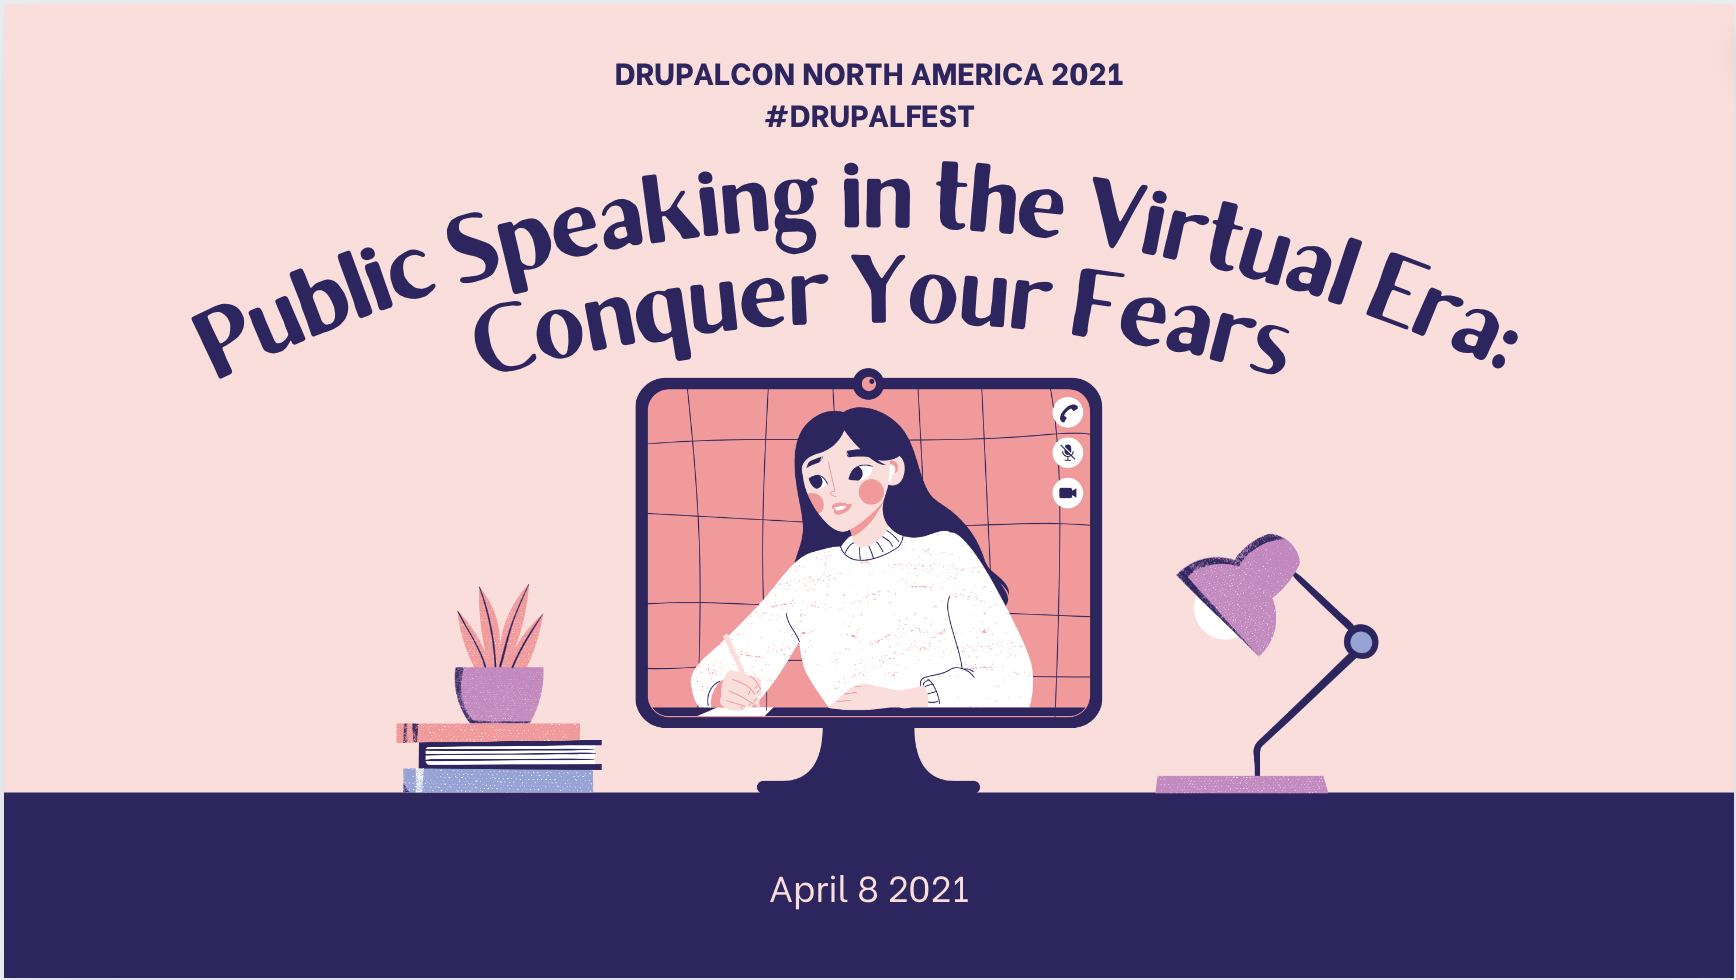 DRUPALCON NORTH AMERICA 2021
#DRUPALFEST
Public Speaking in the Virtual Era:
Conquer Your Fears
April 8 2021